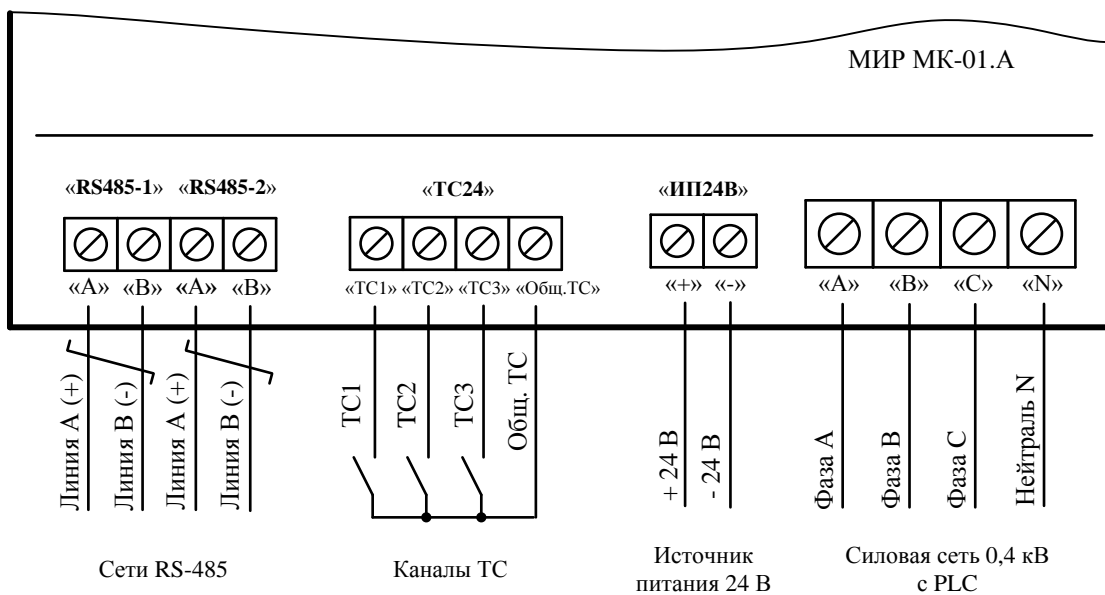 МИР МК-01.А
«RS485-1» «RS485-2»
«ТС24»
«ИП24В»
«А» «В» «А» «В»
«ТС1» «ТС2» «ТС3» «Общ.ТС»
«+» «-»
«А» «В» «С» «N»
Линия А (+)
Линия В (-)
Линия А (+)
Линия В (-)
ТС1
ТС2
ТС3
Общ. ТС
+ 24 В
- 24 В
Фаза А
Фаза В
Фаза С
Нейтраль N
Сети RS-485
Каналы ТС
Источник
питания 24 В
Силовая сеть 0,4 кВ
с PLC